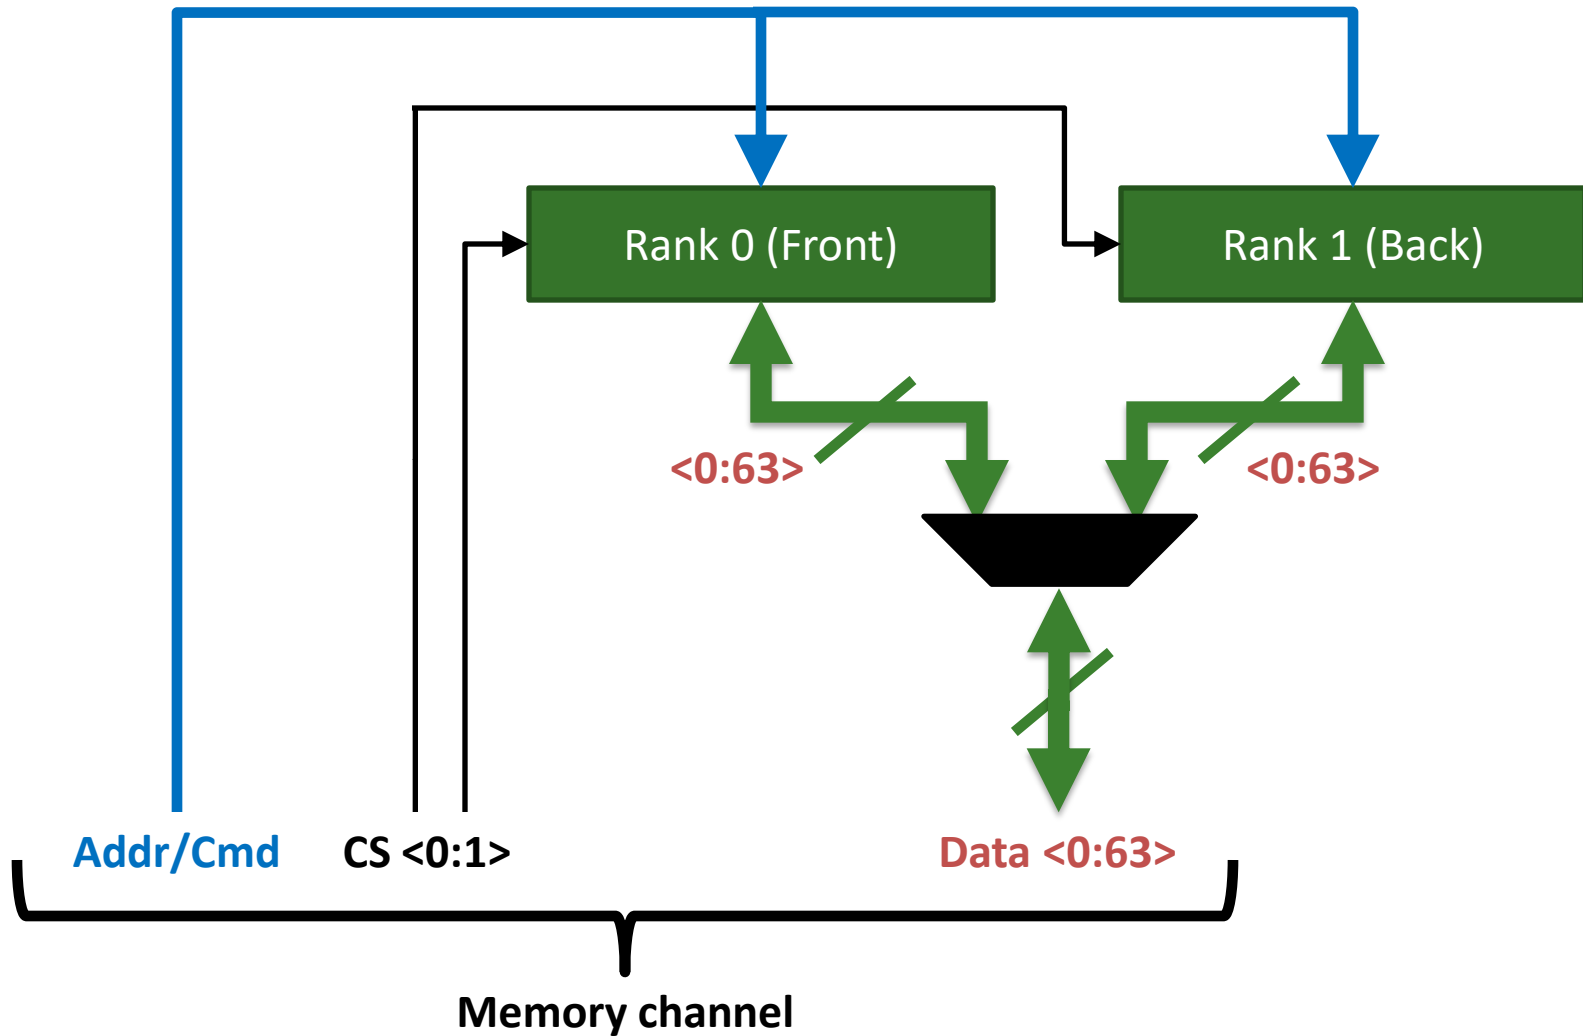 Rank 0 (Front)
Rank 1 (Back)
<0:63>
<0:63>
Addr/Cmd
CS <0:1>
Data <0:63>
Memory channel